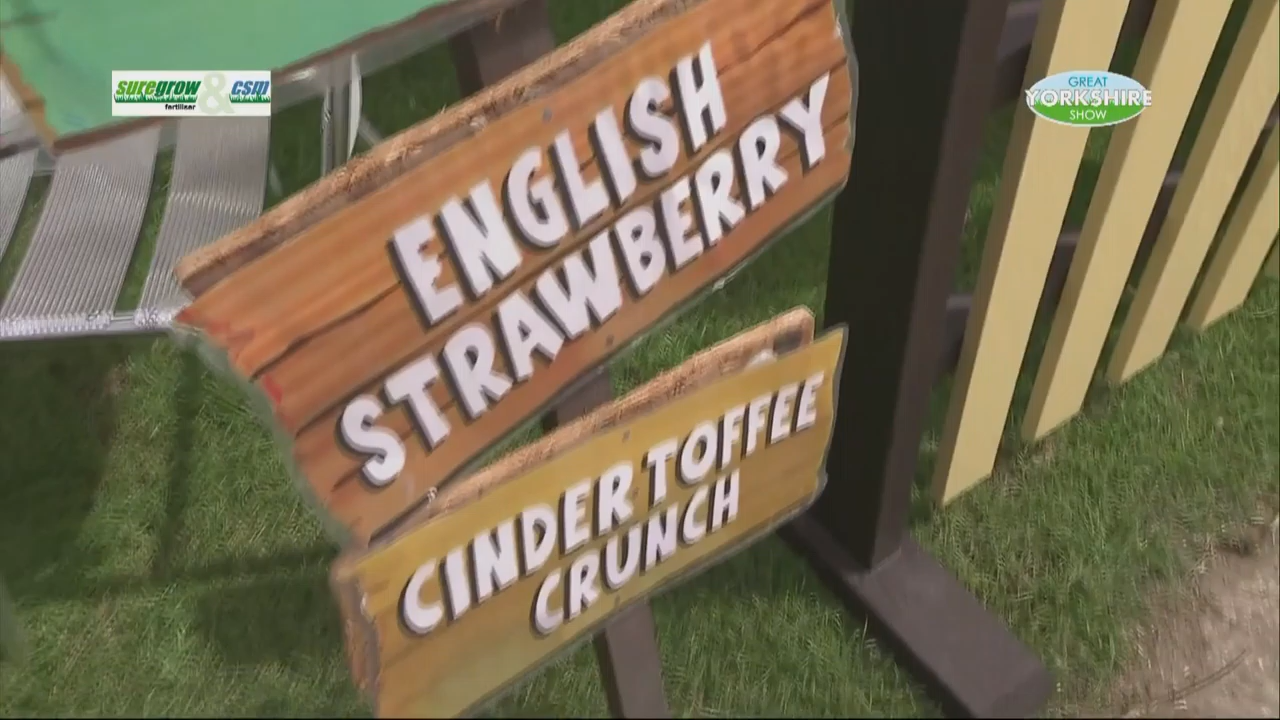 suregrow & csm
fertiliser
GREAT
YORKSHIRE
SHOW
ENGLISH
STRAWBERRY
CINDER TOFFEE
CRUNCH